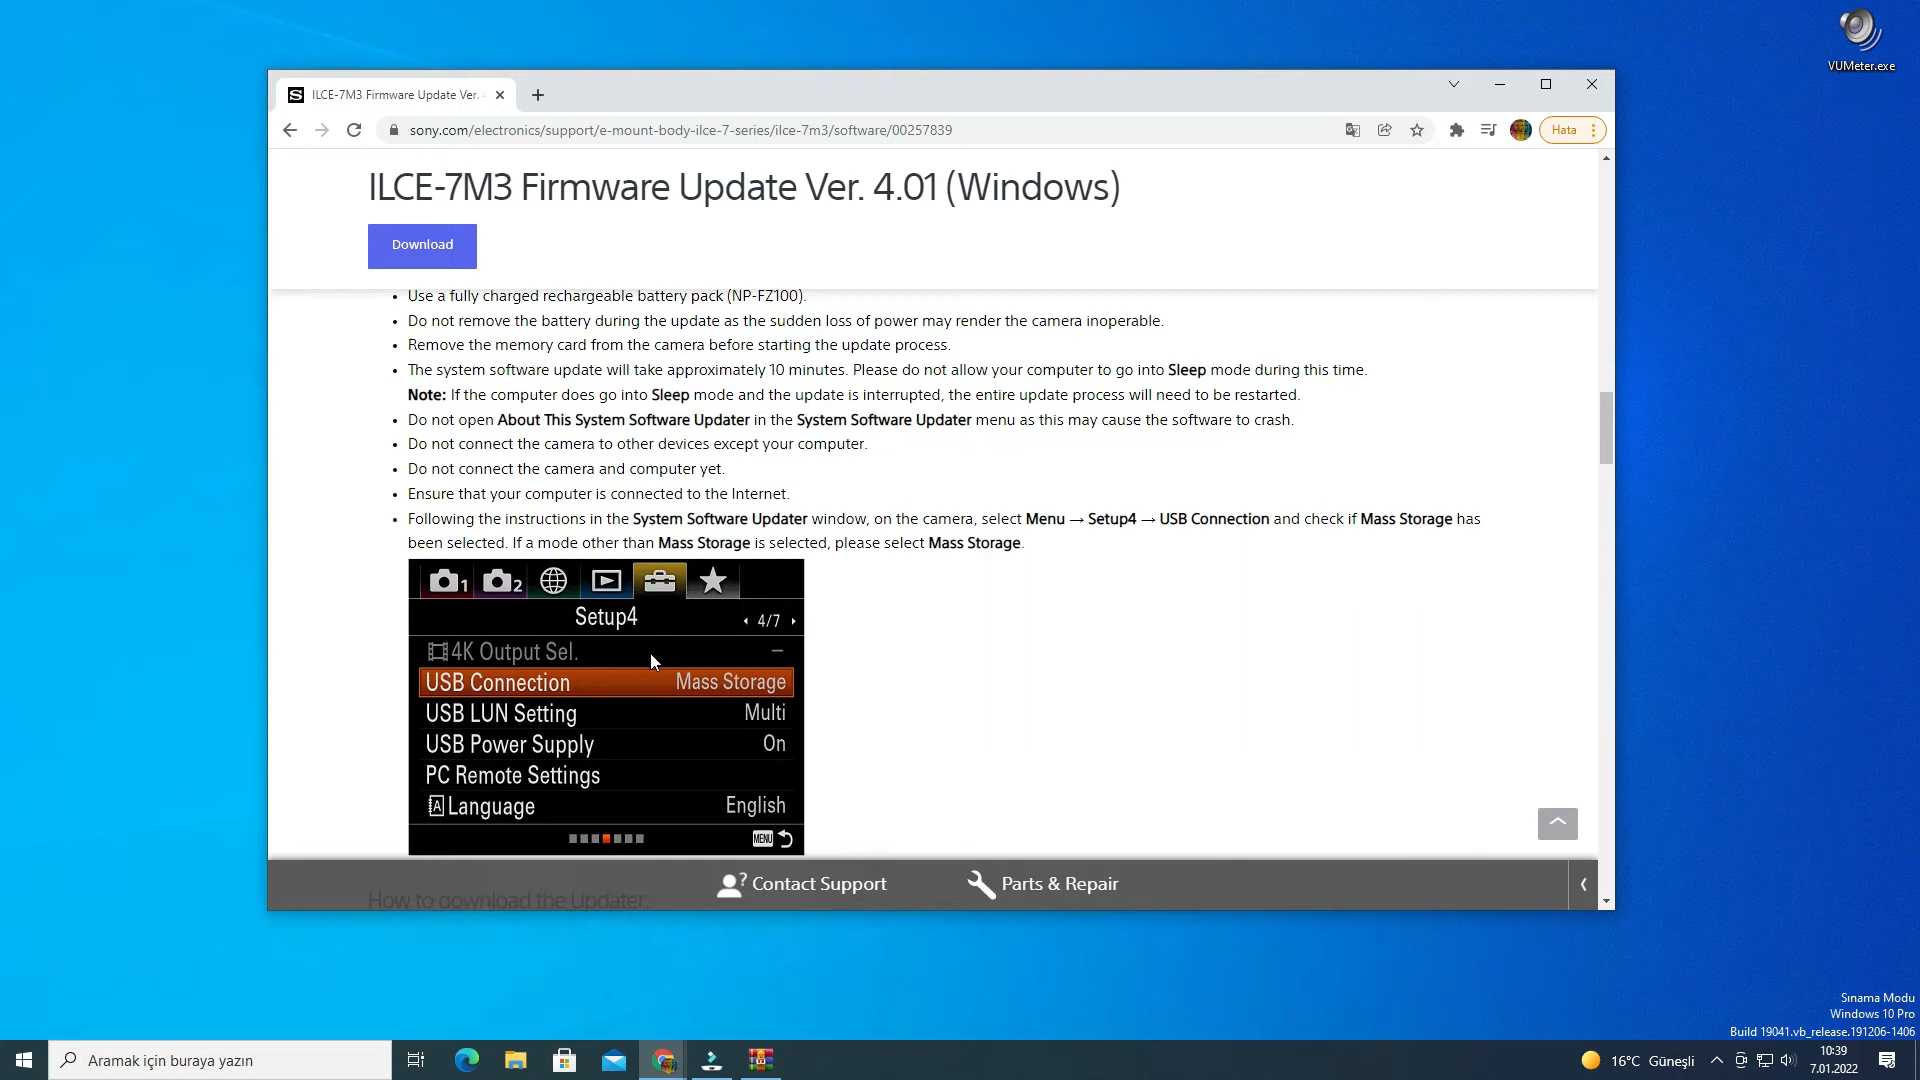 VUMeter.exe
ILCE-7M3 Firmware Update Ver.
sony.com/electronics/support/e-mount-body-ilce-7-series/ilce-7m3/software/00257839
Hata
ILCE-7M3 Firmware Update Ver. 4.01 (Windows)
Download
• Use a fully charged rechargeable battery pack (NP-FZ100).
• Do not remove the battery during the update as the sudden loss of power may render the camera inoperable.
• Remove the memory card from the camera before starting the update process.
• The system software update will take approximately 10 minutes. Please do not allow your computer to go into Sleep mode during this time.
Note: If the computer does go into Sleep mode and the update is interrupted, the entire update process will need to be restarted.
• Do not open About This System Software Updater in the System Software Updater menu as this may cause the software to crash.
• Do not connect the camera to other devices except your computer.
• Do not connect the camera and computer yet.
• Ensure that your computer is connected to the Internet.
• Following the instructions in the System Software Updater window, on the camera, select Menu → Setup4 → USB Connection and check if Mass Storage has
been selected. If a mode other than Mass Storage is selected, please select Mass Storage.
1 2
Setup4 4/7
4K Output Sel. –
USB Connection Mass Storage
USB LUN Setting Multi
USB Power Supply On
PC Remote Settings
Language English
MENU
How to download the Updater:
Contact Support Parts & Repair
Sınama Modu
Windows 10 Pro
Build 19041.vb_release.191206-1406
Aramak için buraya yazın
16°C Güneşli
10:39
7.01.2022